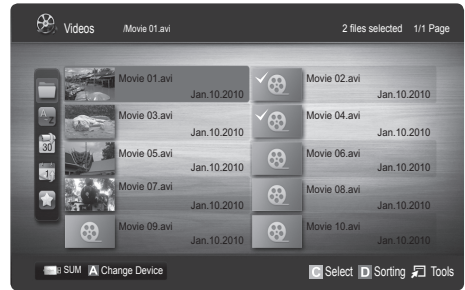 Videos /Movie 01.avi 2 files selected 1/1 Page
Movie 01.avi Movie 02.avi
Jan.10.2010 Jan.10.2010
Movie 03.avi Movie 04.avi
Jan.10.2010 Jan.10.2010
Movie 05.avi Movie 06.avi
Jan.10.2010 Jan.10.2010
Movie 07.avi Movie 08.avi
Jan.10.2010 Jan.10.2010
Movie 09.avi Movie 10.avi
Jan.10.2010 Jan.10.2010
A Z
30
1
SUM A Change Device C Select D Sorting Tools